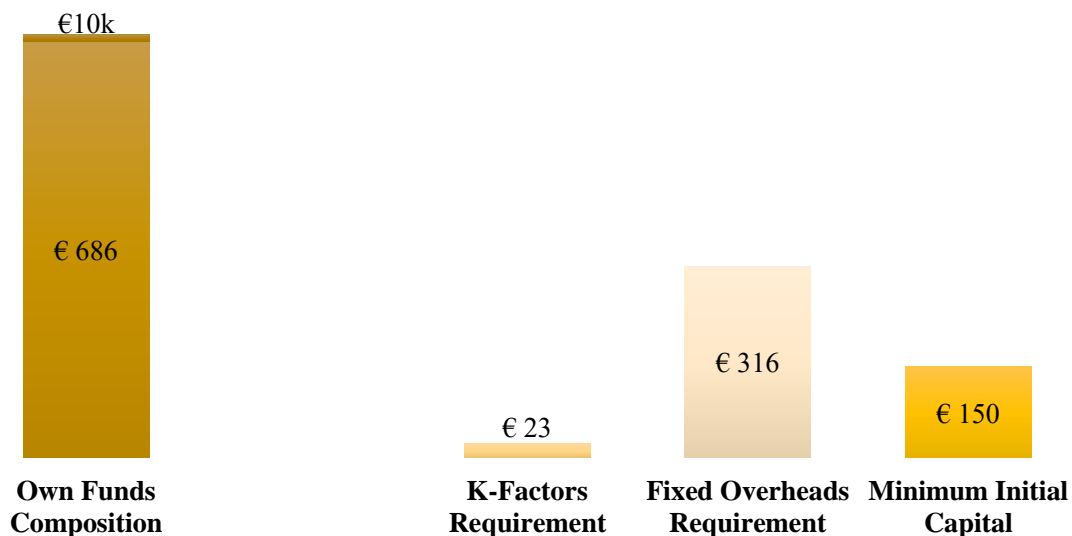 €10k
€ 686
€ 23
€ 316
€ 150
Own Funds
Composition
K-Factors
Requirement
Fixed Overheads
Requirement
Minimum Initial
Capital